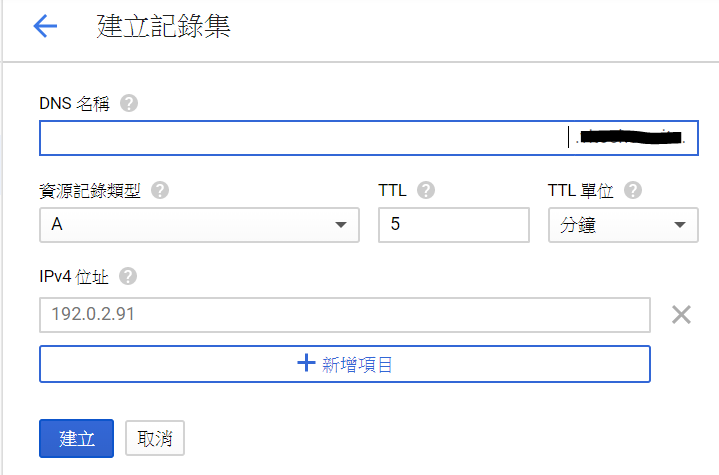 建立記錄集
DNS 名稱
資源記錄類型 TTL TTL 單位
A 5 分鐘
IPv4 位址
192.0.2.91
新增項目
建立 取消